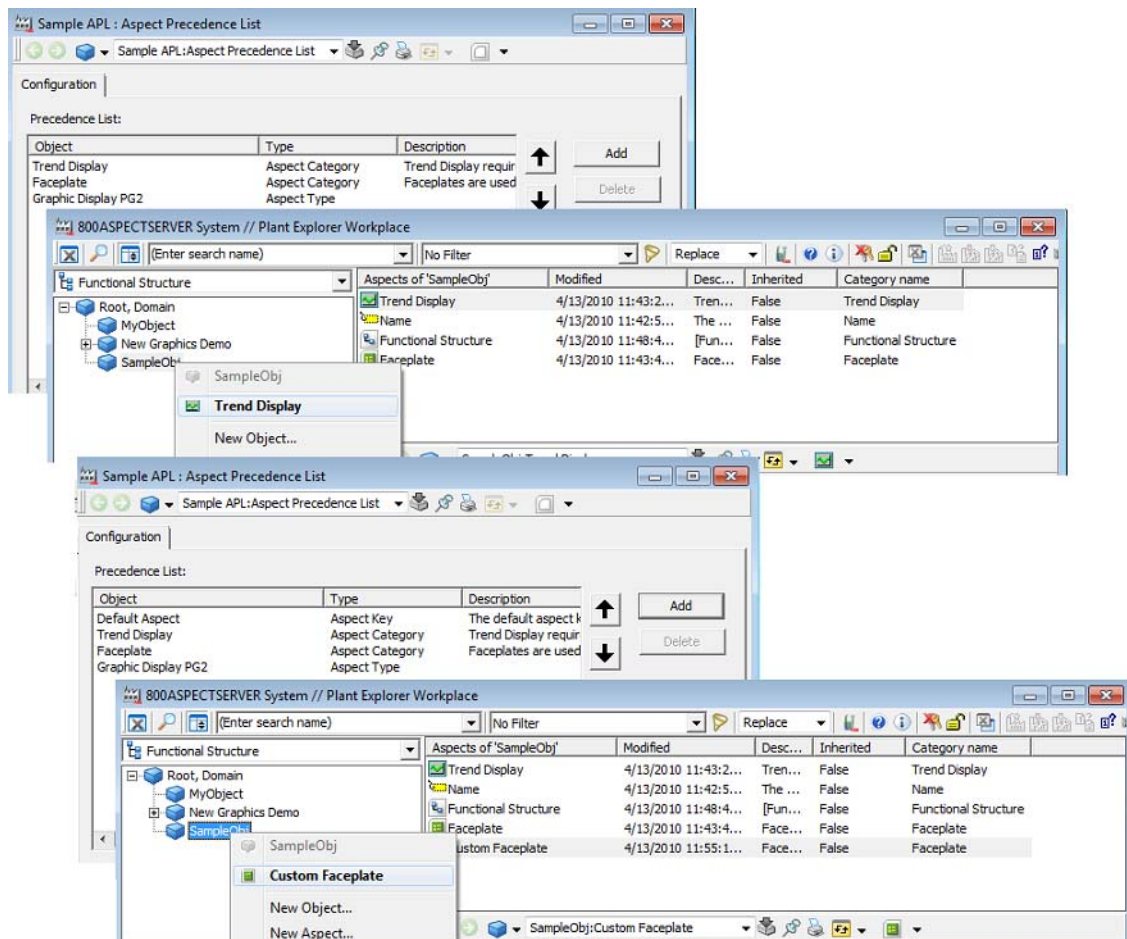 Sample APL : Aspect Precedence List
Sample APL:Aspect Precedence List
Configuration
Precedence List:
Object Type Description
Trend Display Aspect Category Trend Display requir
Faceplate Aspect Category Faceplates are used
Graphic Display PG2 Aspect Type
Add
Delete
800ASPECTSERVER System // Plant Explorer Workplace
(Enter search name) No Filter Replace
Functional Structure
Root, Domain
MyObject
New Graphics Demo
SampleObj
Aspects of 'SampleObj' Modified Desc... Inherited Category name
Trend Display 4/13/2010 11:43:2... Tren... False Trend Display
Name 4/13/2010 11:42:5... The ... False Name
Functional Structure 4/13/2010 11:48:4... [Fun... False Functional Structure
Faceplate 4/13/2010 11:43:4... Face... False Faceplate
SampleObj
Trend Display
New Object...
Sample APL : Aspect Precedence List
Sample APL:Aspect Precedence List
Configuration
Precedence List:
Object Type Description
Default Aspect Aspect Key The default aspect k
Trend Display Aspect Category Trend Display requir
Faceplate Aspect Category Faceplates are used
Graphic Display PG2 Aspect Type
Add
Delete
800ASPECTSERVER System // Plant Explorer Workplace
(Enter search name) No Filter Replace
Functional Structure
Root, Domain
MyObject
New Graphics Demo
SampleObj
Aspects of 'SampleObj' Modified Desc... Inherited Category name
Trend Display 4/13/2010 11:43:2... Tren... False Trend Display
Name 4/13/2010 11:42:5... The ... False Name
Functional Structure 4/13/2010 11:48:4... [Fun... False Functional Structure
Faceplate 4/13/2010 11:43:4... Face... False Faceplate
ustom Faceplate 4/13/2010 11:55:1... Face... False Faceplate
SampleObj
Custom Faceplate
New Object...
New Aspect...
SampleObj:Custom Faceplate